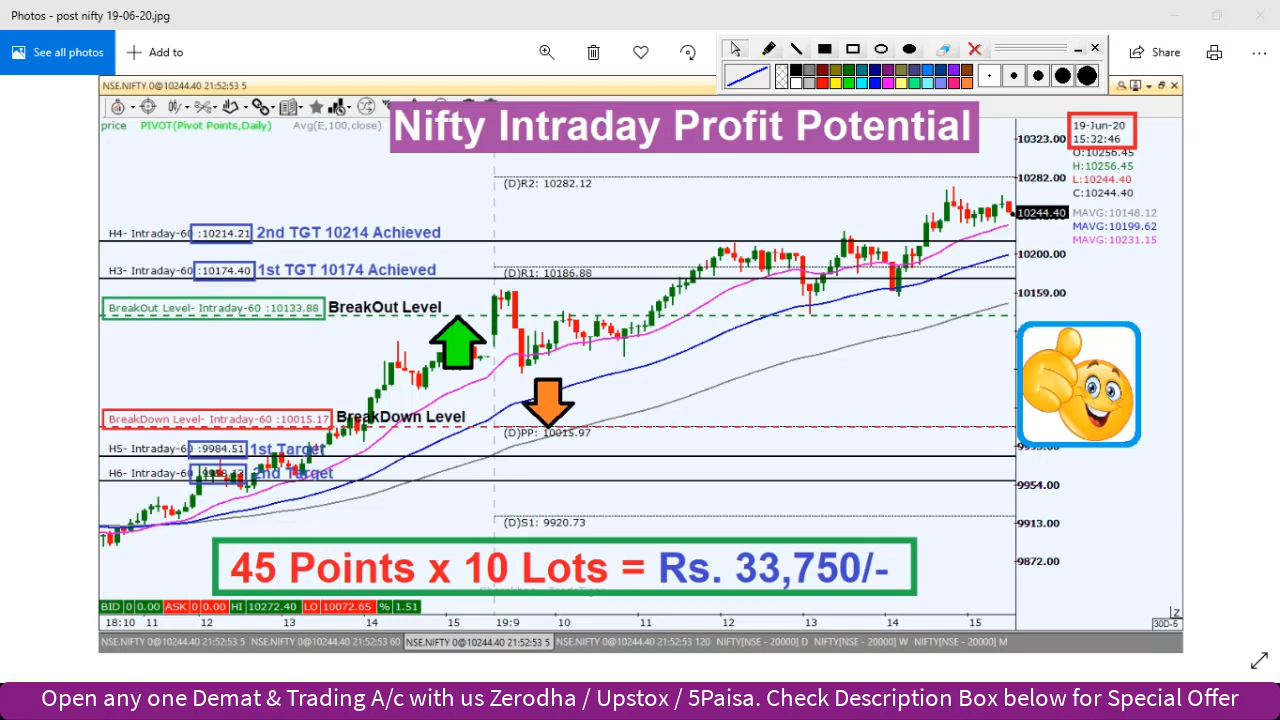 Photos - post nifty 19-06-20.jpg
See all photos
Add to
Share
NSE.NIFTY 0@10244.40 21:52:53 5
price PIVOT(Pivot Points,Daily) Avg(E,100,close)
Nifty Intraday Profit Potential
19-Jun-20
15:32:46
O:10256.45
H:10256.45
L:10244.40
C:10244.40
MAVG:10148.12
MAVG:10199.62
MAVG:10231.15
10323.00
10282.00
10244.40
10200.00
10159.00
9954.00
9913.00
9872.00
(D)R2: 10282.12
H4- Intraday-60 :10214.21 2nd TGT 10214 Achieved
H3- Intraday-60 :10174.40 1st TGT 10174 Achieved
(D)R1: 10186.88
BreakOut Level- Intraday-60 :10133.88 BreakOut Level
BreakDown Level- Intraday-60 :10015.17 BreakDown Level
(D)PP: 10015.97
H5- Intraday-60 :9984.51 1st Target
H6- Intraday-60 2nd Target
(D)S1: 9920.73
45 Points x 10 Lots = Rs. 33,750/-
BID 0 0.00 ASK 0 0.00 HI 10272.40 LO 10072.65 % 1.51
18:10 11 12 13 14 15 19:9 10 11 12 13 14 15
30D-5
NSE.NIFTY 0@10244.40 21:52:53 5 NSE.NIFTY 0@10244.40 21:52:53 60 NSE.NIFTY 0@10244.40 21:52:53 5 NSE.NIFTY 0@10244.40 21:52:53 120 NIFTY[NSE - 20000] D NIFTY[NSE - 20000] W NIFTY[NSE - 20000] M
Open any one Demat & Trading A/c with us Zerodha / Upstox / 5Paisa. Check Description Box below for Special Offer